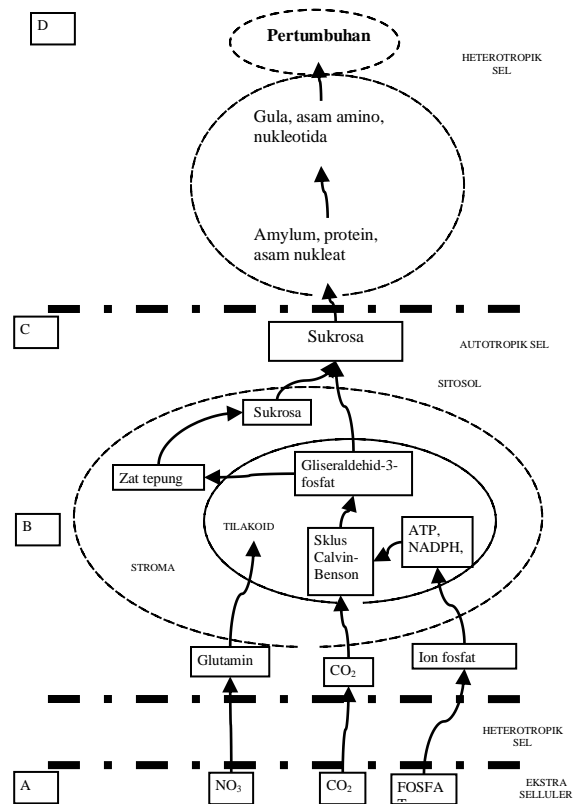 D
Pertumbuhan
HETEROTROPIK
SEL
Gula, asam amino,
nukleotida
Amylum, protein,
asam nukleat
C
Sukrosa
AUTOTROPIK SEL
SITOSOL
Sukrosa
Zat tepung
Gliseraldehid-3-
fosfat
B
TILAKOID
STROMA
Sklus
Calvin-
Benson
ATP,
NADPH,
Glutamin
CO₂
Ion fosfat
HETEROTROPIK
SEL
A
NO₃
CO₂
FOSFA
EKSTRA
SELLULER